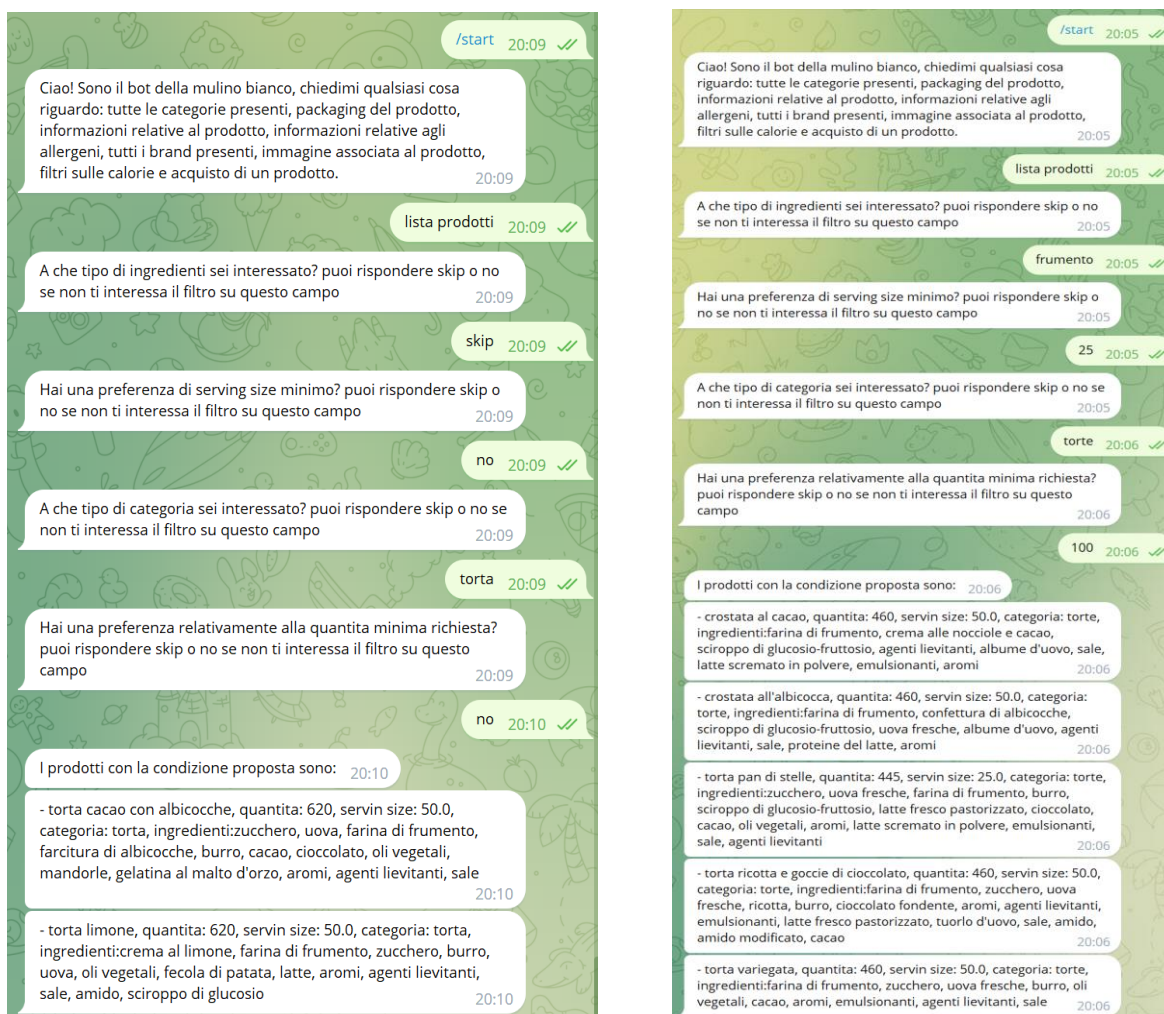 /start 20:09
Ciao! Sono il bot della mulino bianco, chiedimi qualsiasi cosa
riguardo: tutte le categorie presenti, packaging del prodotto,
informazioni relative al prodotto, informazioni relative agli
allergeni, tutti i brand presenti, immagine associata al prodotto,
filtri sulle calorie e acquisto di un prodotto. 20:09
lista prodotti 20:09
A che tipo di ingredienti sei interessato? puoi rispondere skip o no
se non ti interessa il filtro su questo campo 20:09
skip 20:09
Hai una preferenza di serving size minimo? puoi rispondere skip o
no se non ti interessa il filtro su questo campo 20:09
no 20:09
A che tipo di categoria sei interessato? puoi rispondere skip o no se
non ti interessa il filtro su questo campo 20:09
torta 20:09
Hai una preferenza relativamente alla quantita minima richiesta?
puoi rispondere skip o no se non ti interessa il filtro su questo
campo 20:09
no 20:10
I prodotti con la condizione proposta sono: 20:10
- torta cacao con albicocche, quantita: 620, servin size: 50.0,
categoria: torta, ingredienti:zucchero, uova, farina di frumento,
farcitura di albicocche, burro, cacao, cioccolato, oli vegetali,
mandorle, gelatina al malto d'orzo, aromi, agenti lievitanti, sale
20:10
- torta limone, quantita: 620, servin size: 50.0, categoria: torta,
ingredienti:crema al limone, farina di frumento, zucchero, burro,
uova, oli vegetali, fecola di patata, latte, aromi, agenti lievitanti,
sale, amido, sciroppo di glucosio 20:10
/start 20:05
Ciao! Sono il bot della mulino bianco, chiedimi qualsiasi cosa
riguardo: tutte le categorie presenti, packaging del prodotto,
informazioni relative al prodotto, informazioni relative agli
allergeni, tutti i brand presenti, immagine associata al prodotto,
filtri sulle calorie e acquisto di un prodotto. 20:05
lista prodotti 20:05
A che tipo di ingredienti sei interessato? puoi rispondere skip o no
se non ti interessa il filtro su questo campo 20:05
frumento 20:05
Hai una preferenza di serving size minimo? puoi rispondere skip o
no se non ti interessa il filtro su questo campo 20:05
25 20:05
A che tipo di categoria sei interessato? puoi rispondere skip o no se
non ti interessa il filtro su questo campo 20:05
torte 20:06
Hai una preferenza relativamente alla quantita minima richiesta?
puoi rispondere skip o no se non ti interessa il filtro su questo
campo 20:06
100 20:06
I prodotti con la condizione proposta sono: 20:06
- crostata al cacao, quantita: 460, servin size: 50.0, categoria: torte,
ingredienti:farina di frumento, crema alle nocciole e cacao,
sciroppo di glucosio-fruttosio, agenti lievitanti, albume d'uovo, sale,
latte scremato in polvere, emulsionanti, aromi 20:06
- crostata all'albicocca, quantita: 460, servin size: 50.0, categoria:
torte, ingredienti:farina di frumento, confettura di albicocche,
sciroppo di glucosio-fruttosio, uova fresche, albume d'uovo, agenti
lievitanti, sale, proteine del latte, aromi 20:06
- torta pan di stelle, quantita: 445, servin size: 25.0, categoria: torte,
ingredienti:zucchero, uova fresche, farina di frumento, burro,
sciroppo di glucosio-fruttosio, latte fresco pastorizzato, cioccolato,
cacao, oli vegetali, aromi, latte scremato in polvere, emulsionanti,
sale, agenti lievitanti 20:06
- torta ricotta e goccie di cioccolato, quantita: 460, servin size: 50.0,
categoria: torte, ingredienti:farina di frumento, zucchero, uova
fresche, ricotta, burro, cioccolato fondente, aromi, agenti lievitanti,
emulsionanti, latte fresco pastorizzato, tuorlo d'uovo, sale, amido,
amido modificato, cacao 20:06
- torta variegata, quantita: 460, servin size: 50.0, categoria: torte,
ingredienti:farina di frumento, zucchero, uova fresche, burro, oli
vegetali, cacao, aromi, emulsionanti, agenti lievitanti, sale 20:06